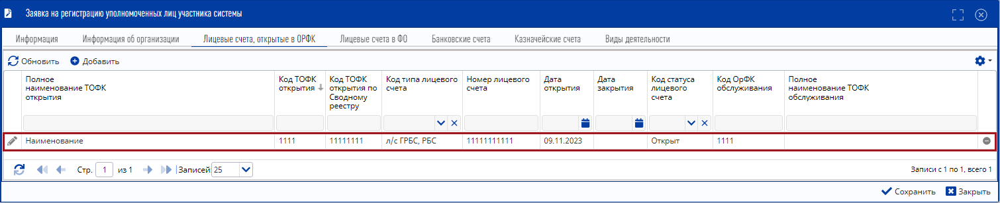 Заявка на регистрацию уполномоченных лиц участника системы
Информация Информация об организации Лицевые счета, открытые в ОРФК Лицевые счета в ФО Банковские счета Казначейские счета Виды деятельности
Обновить Добавить
Полное наименование ТОФК открытия
Код ТОФК открытия
Код ТОФК открытия по Сводному реестру
Код типа лицевого счета
Номер лицевого счета
Дата открытия
Дата закрытия
Код статуса лицевого счета
Код ОрФК обслуживания
Полное наименование ТОФК обслуживания
Наименование 1111 11111111 л/с ГРБС, РБС 11111111111 09.11.2023 Открыт 1111
Стр. 1 из 1 Записей: 25 Записи с 1 по 1, всего 1
Сохранить Закрыть